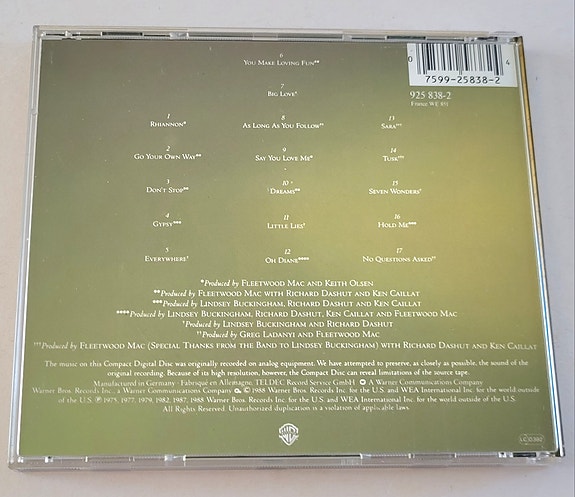 6
YOU MAKE LOVING FUN**
7
BIG LOVE†
1
RHIANNON*
2
GO YOUR OWN WAY**
3
DON'T STOP**
4
GYPSY***
5
EVERYWHERE†
8
AS LONG AS YOU FOLLOW††
9
SAY YOU LOVE ME*
10
DREAMS**
11
LITTLE LIES†
12
OH DIANE****
13
SARA†††
14
TUSK†††
15
SEVEN WONDERS†
16
HOLD ME***
17
NO QUESTIONS ASKED††
0 7599-25838-2 4
925 838-2
France WE 851
*Produced by FLEETWOOD MAC AND KEITH OLSEN
**Produced by FLEETWOOD MAC WITH RICHARD DASHUT AND KEN CAILLAT
***Produced by LINDSEY BUCKINGHAM, RICHARD DASHUT AND KEN CAILLAT
****Produced by LINDSEY BUCKINGHAM, RICHARD DASHUT, KEN CAILLAT AND FLEETWOOD MAC
†Produced by LINDSEY BUCKINGHAM AND RICHARD DASHUT
††Produced by GREG LADANYI AND FLEETWOOD MAC
†††Produced by FLEETWOOD MAC (SPECIAL THANKS FROM THE BAND TO LINDSEY BUCKINGHAM) WITH RICHARD DASHUT AND KEN CAILLAT
The music on this Compact Digital Disc was originally recorded on analog equipment. We have attempted to preserve, as closely as possible, the sound of the
original recording. Because of its high resolution, however, the Compact Disc can reveal limitations of the source tape.
Manufactured in Germany · Fabriqué en Allemagne, TELDEC Record Service GmbH A Warner Communications Company
Warner Bros. Records Inc., a Warner Communications Company. © 1988 Warner Bros. Records Inc. for the U.S. and WEA International Inc. for the world outside
of the U.S. ℗ 1975, 1977, 1979, 1982, 1987, 1988 Warner Bros. Records Inc. for the U.S. and WEA International Inc. for the world outside of the U.S.
All Rights Reserved. Unauthorized duplication is a violation of applicable laws.